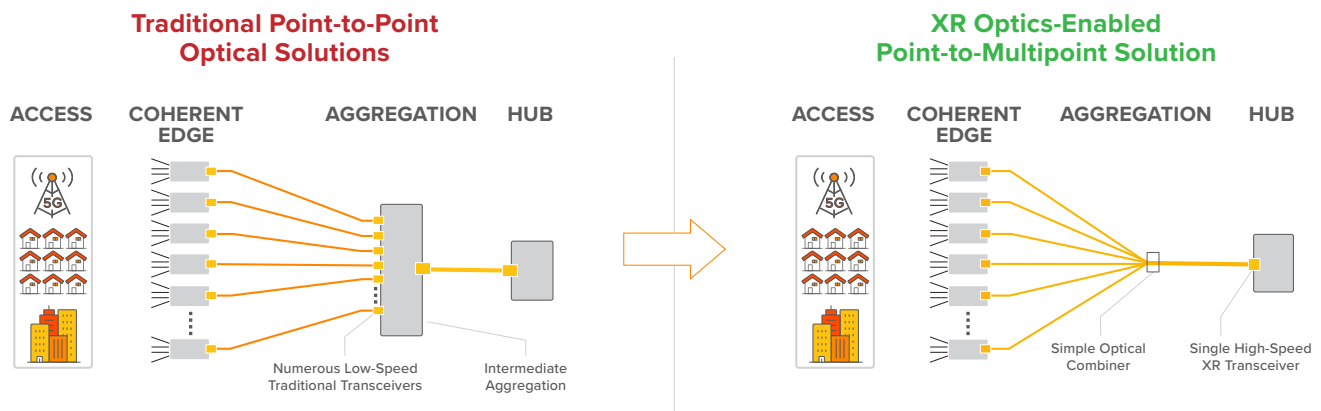 Traditional Point-to-Point
Optical Solutions
ACCESS
COHERENT
EDGE
AGGREGATION
HUB
5G
Numerous Low-Speed
Traditional Transceivers
Intermediate
Aggregation
XR Optics-Enabled
Point-to-Multipoint Solution
ACCESS
COHERENT
EDGE
AGGREGATION
HUB
5G
Simple Optical
Combiner
Single High-Speed
XR Transceiver